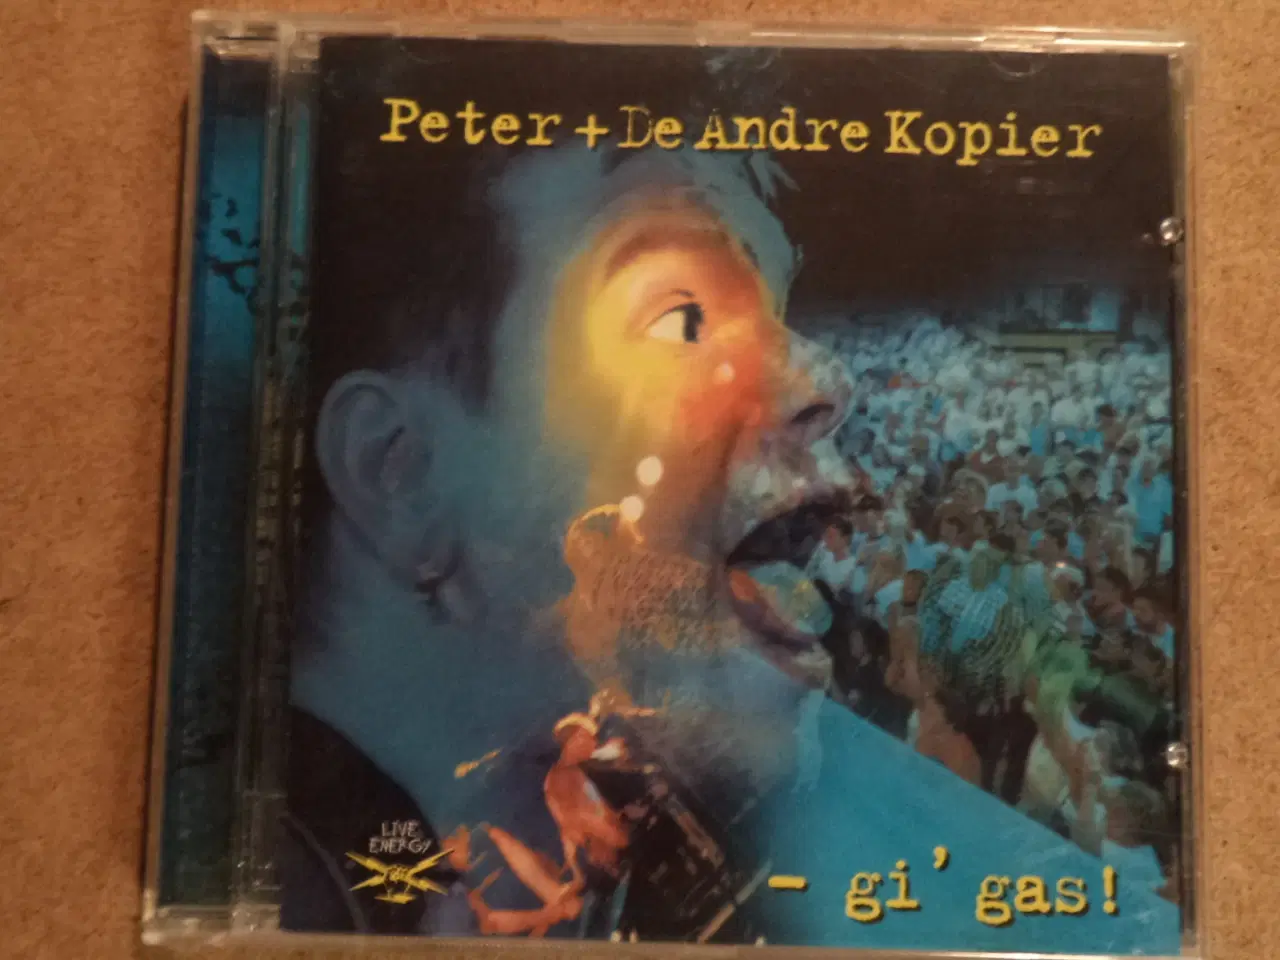 Peter + De Andre Kopier
LIVE
ENERGY
- gi' gas!